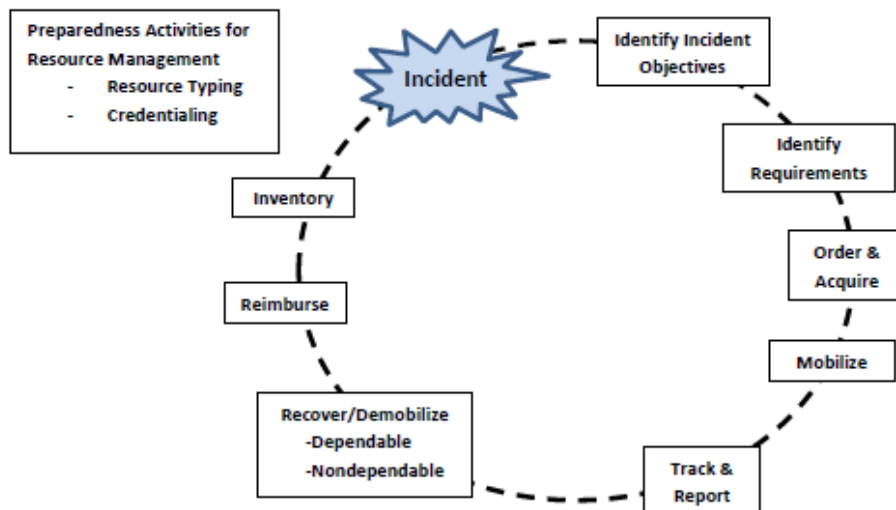 Preparedness Activities for
Resource Management
- Resource Typing
- Credentialing
Incident
Identify Incident
Objectives
Identify
Requirements
Order &
Acquire
Mobilize
Track &
Report
Recover/Demobilize
-Dependable
-Nondependable
Reimburse
Inventory